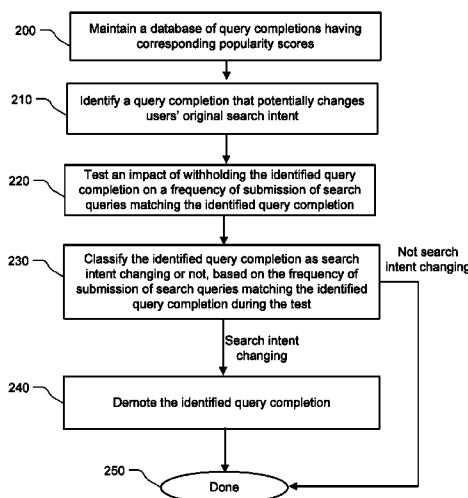 200
Maintain a database of query completions having
corresponding popularity scores
210
Identify a query completion that potentially changes
users' original search intent
220
Test an impact of withholding the identified query
completion on a frequency of submission of search
queries matching the identified query completion
230
Classify the identified query completion as search
intent changing or not, based on the frequency of
submission of search queries matching the identified
query completion during the test
Not search
intent changing
Search intent
changing
240
Demote the identified query completion
250
Done